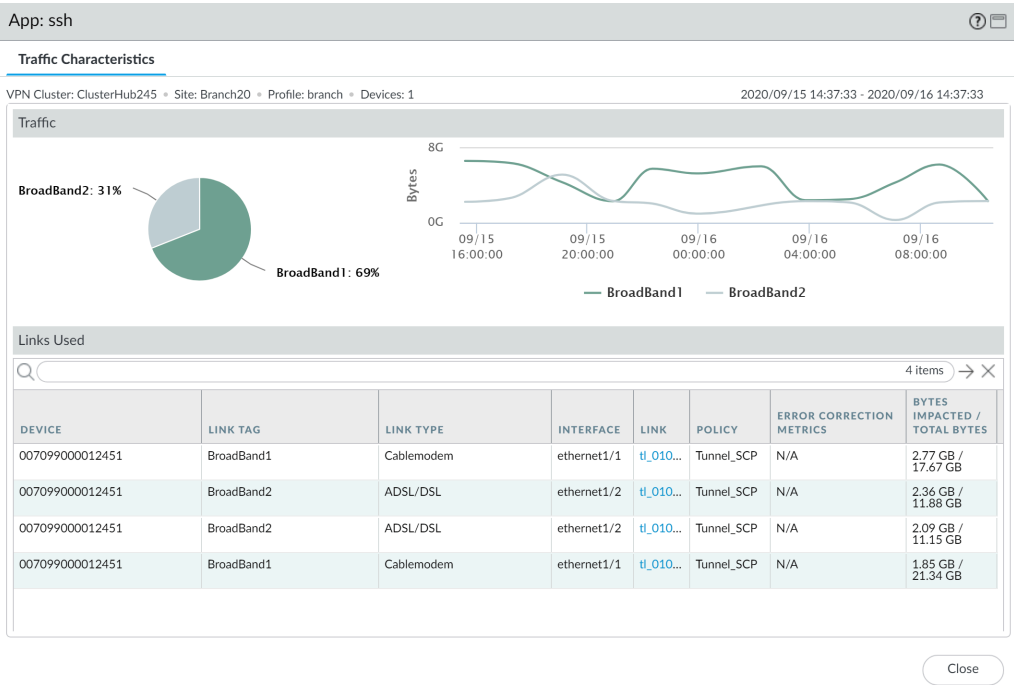 App: ssh
Traffic Characteristics
VPN Cluster: ClusterHub245 • Site: Branch20 • Profile: branch • Devices: 1 2020/09/15 14:37:33 - 2020/09/16 14:37:33
Traffic
BroadBand2: 31%
BroadBand1: 69%
8G
Bytes
0G
09/15 09/15 09/16 09/16 09/16
16:00:00 20:00:00 00:00:00 04:00:00 08:00:00
BroadBand1 BroadBand2
Links Used
4 items
DEVICE LINK TAG LINK TYPE INTERFACE LINK POLICY ERROR CORRECTION METRICS BYTES IMPACTED / TOTAL BYTES
007099000012451 BroadBand1 Cablemodem ethernet1/1 tl_010... Tunnel_SCP N/A 2.77 GB / 17.67 GB
007099000012451 BroadBand2 ADSL/DSL ethernet1/2 tl_010... Tunnel_SCP N/A 2.36 GB / 11.88 GB
007099000012451 BroadBand2 ADSL/DSL ethernet1/2 tl_010... Tunnel_SCP N/A 2.09 GB / 11.15 GB
007099000012451 BroadBand1 Cablemodem ethernet1/1 tl_010... Tunnel_SCP N/A 1.85 GB / 21.34 GB
Close